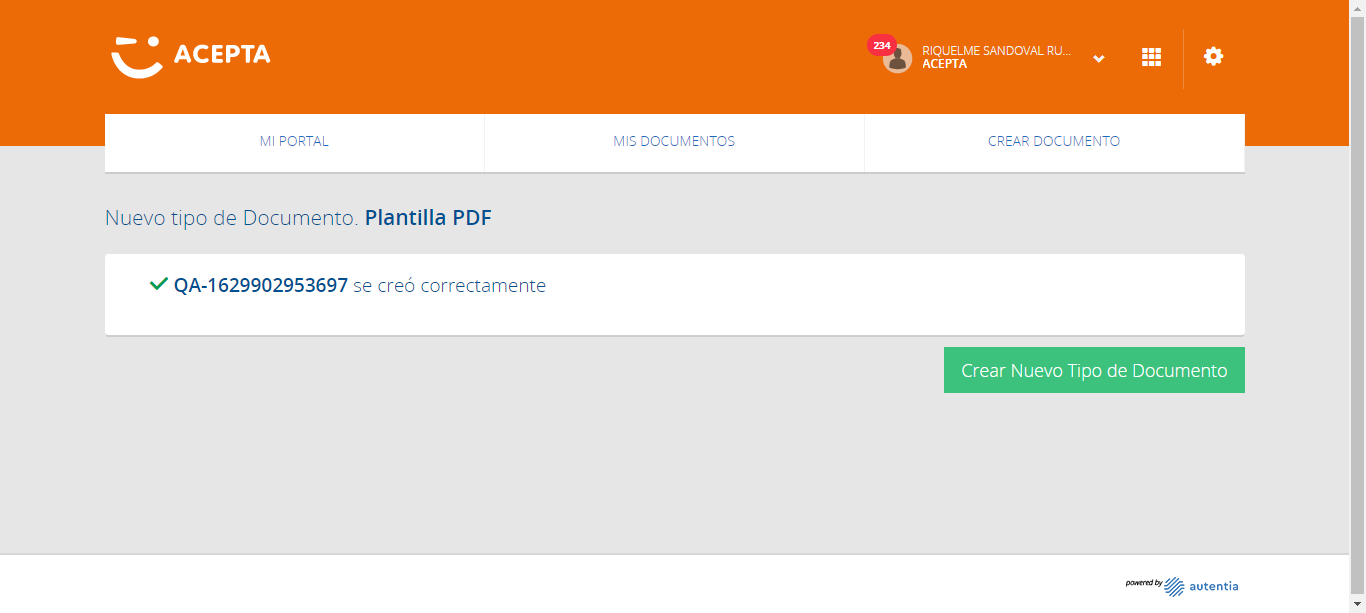 ACEPTA
234
RIQUELME SANDOVAL RU...
ACEPTA
MI PORTAL
MIS DOCUMENTOS
CREAR DOCUMENTO
Nuevo tipo de Documento. Plantilla PDF
QA-1629902953697 se creó correctamente
Crear Nuevo Tipo de Documento
powered by autentia